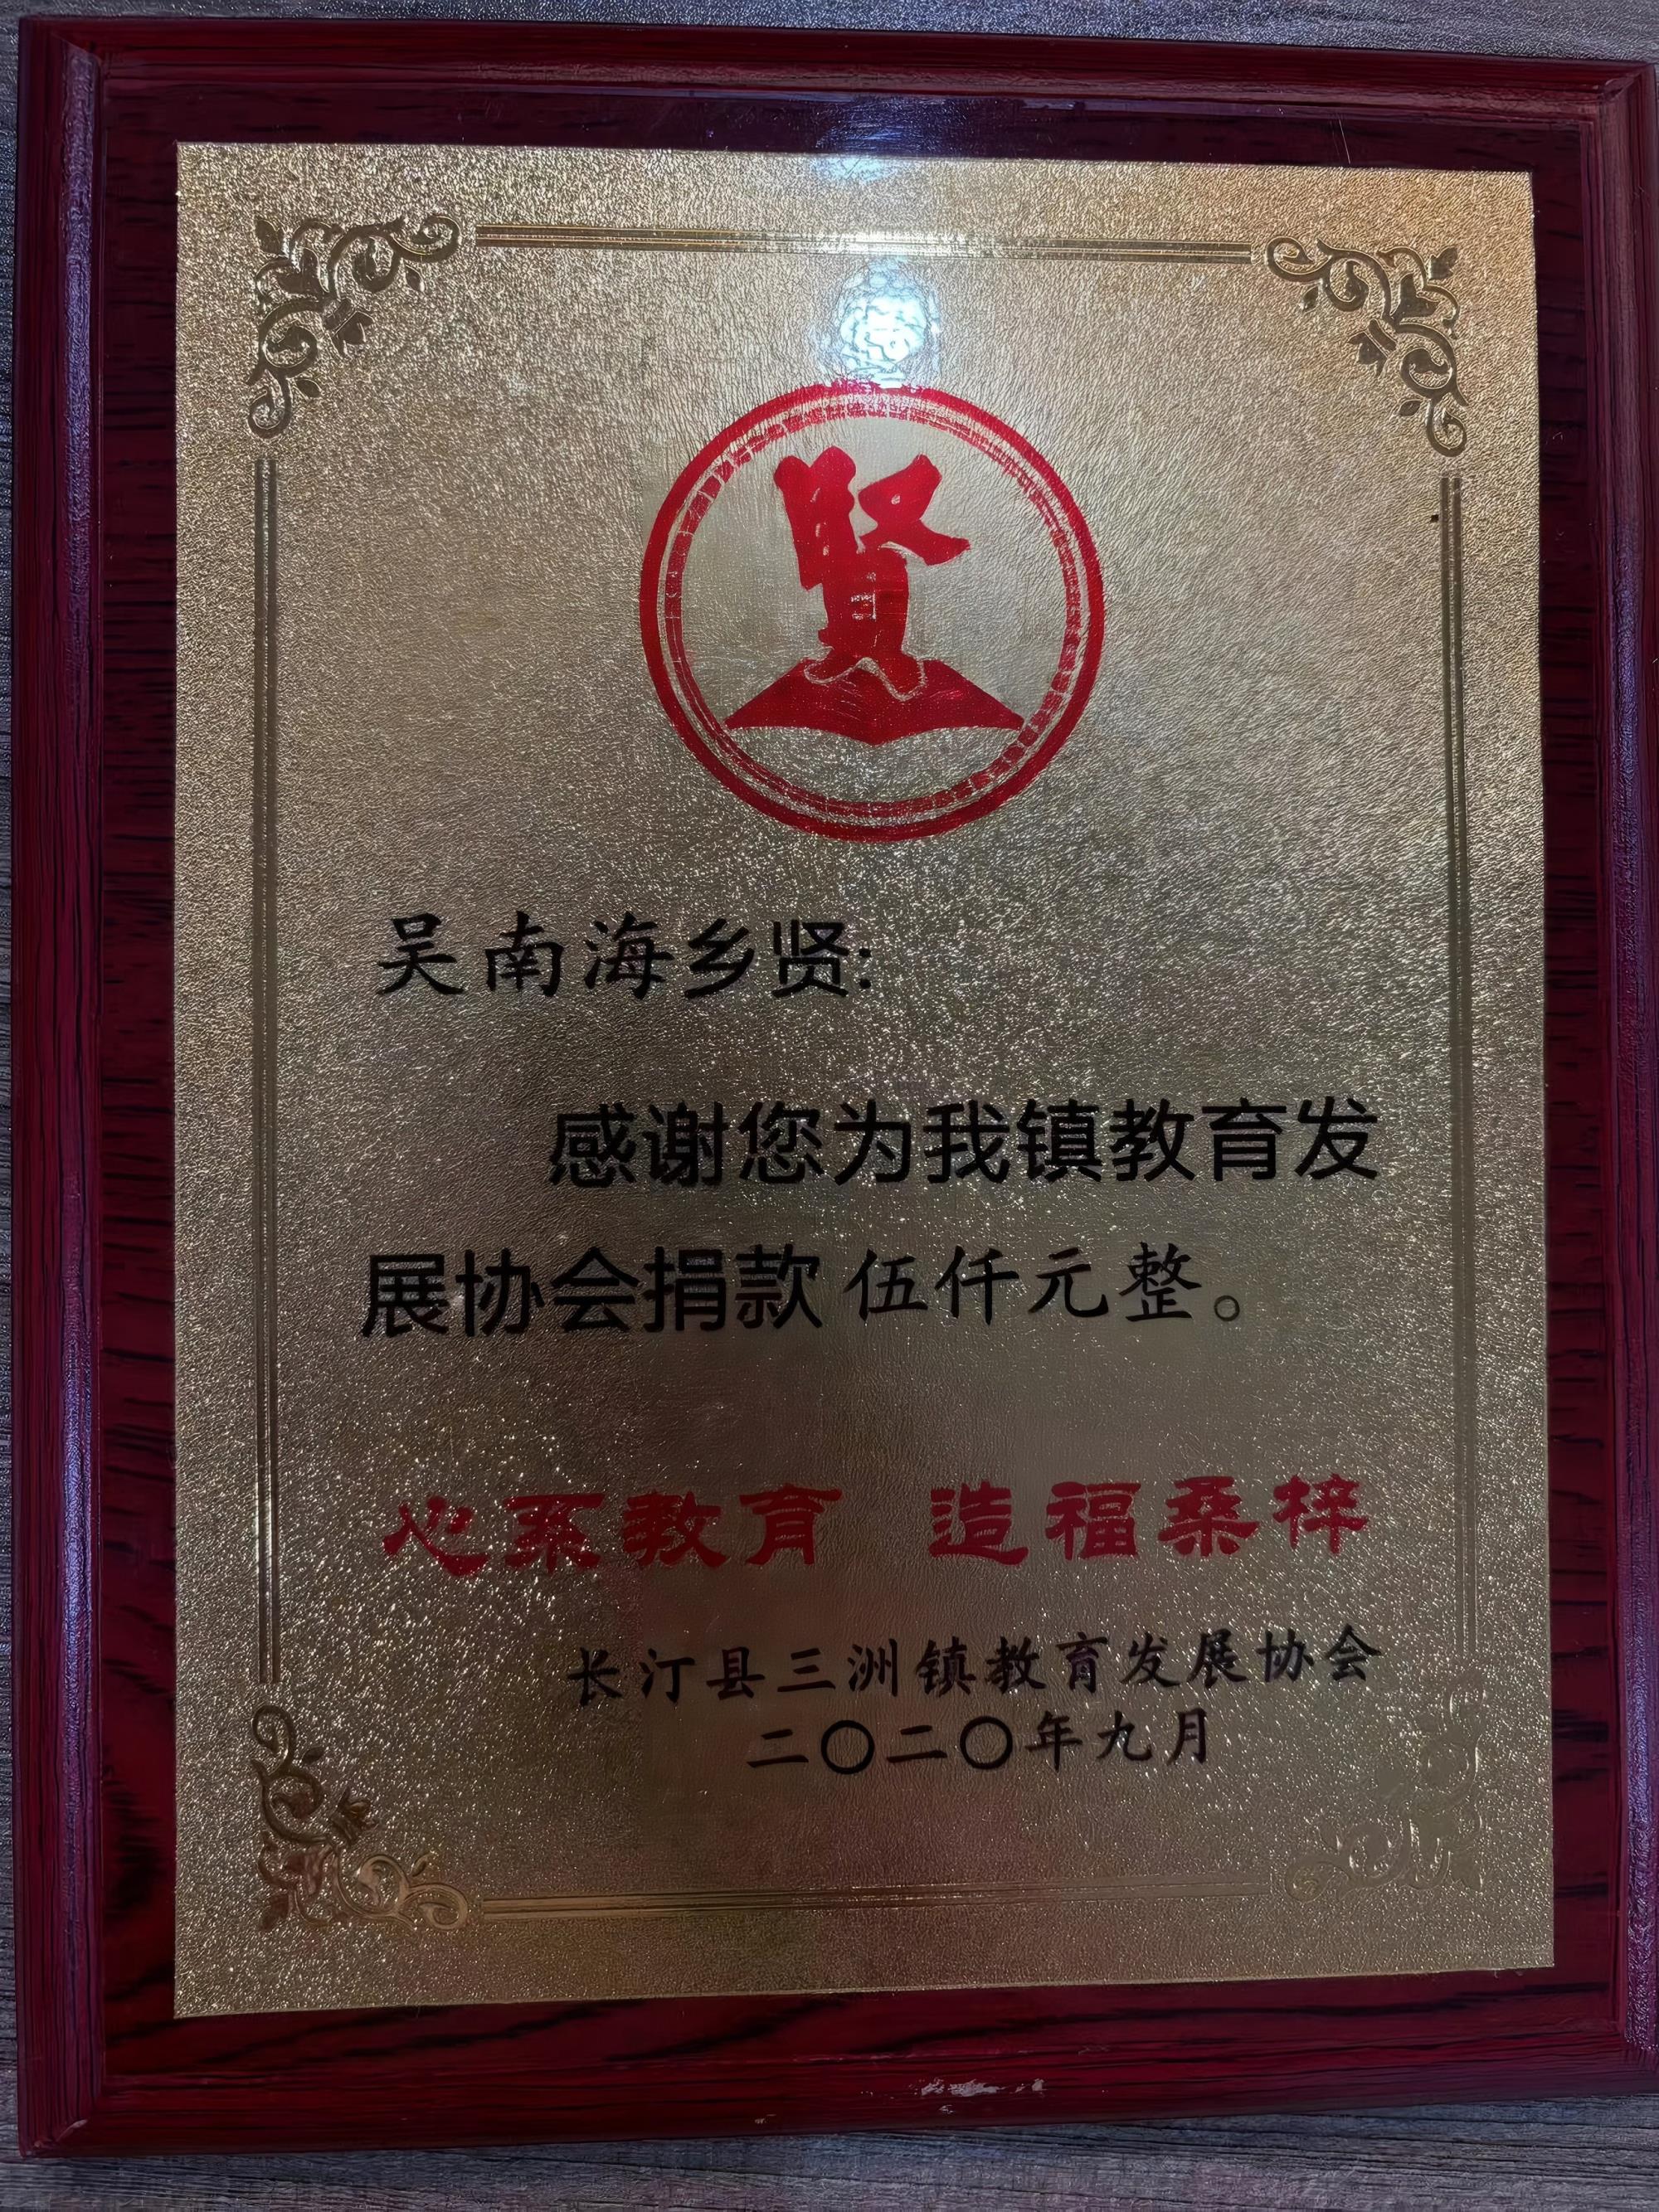 賢
吴南海乡贤:
感谢您为我镇教育发
展协会捐款伍仟元整。
心系教育 造福桑梓
长汀县三洲镇教育发展协会
二〇二〇年九月